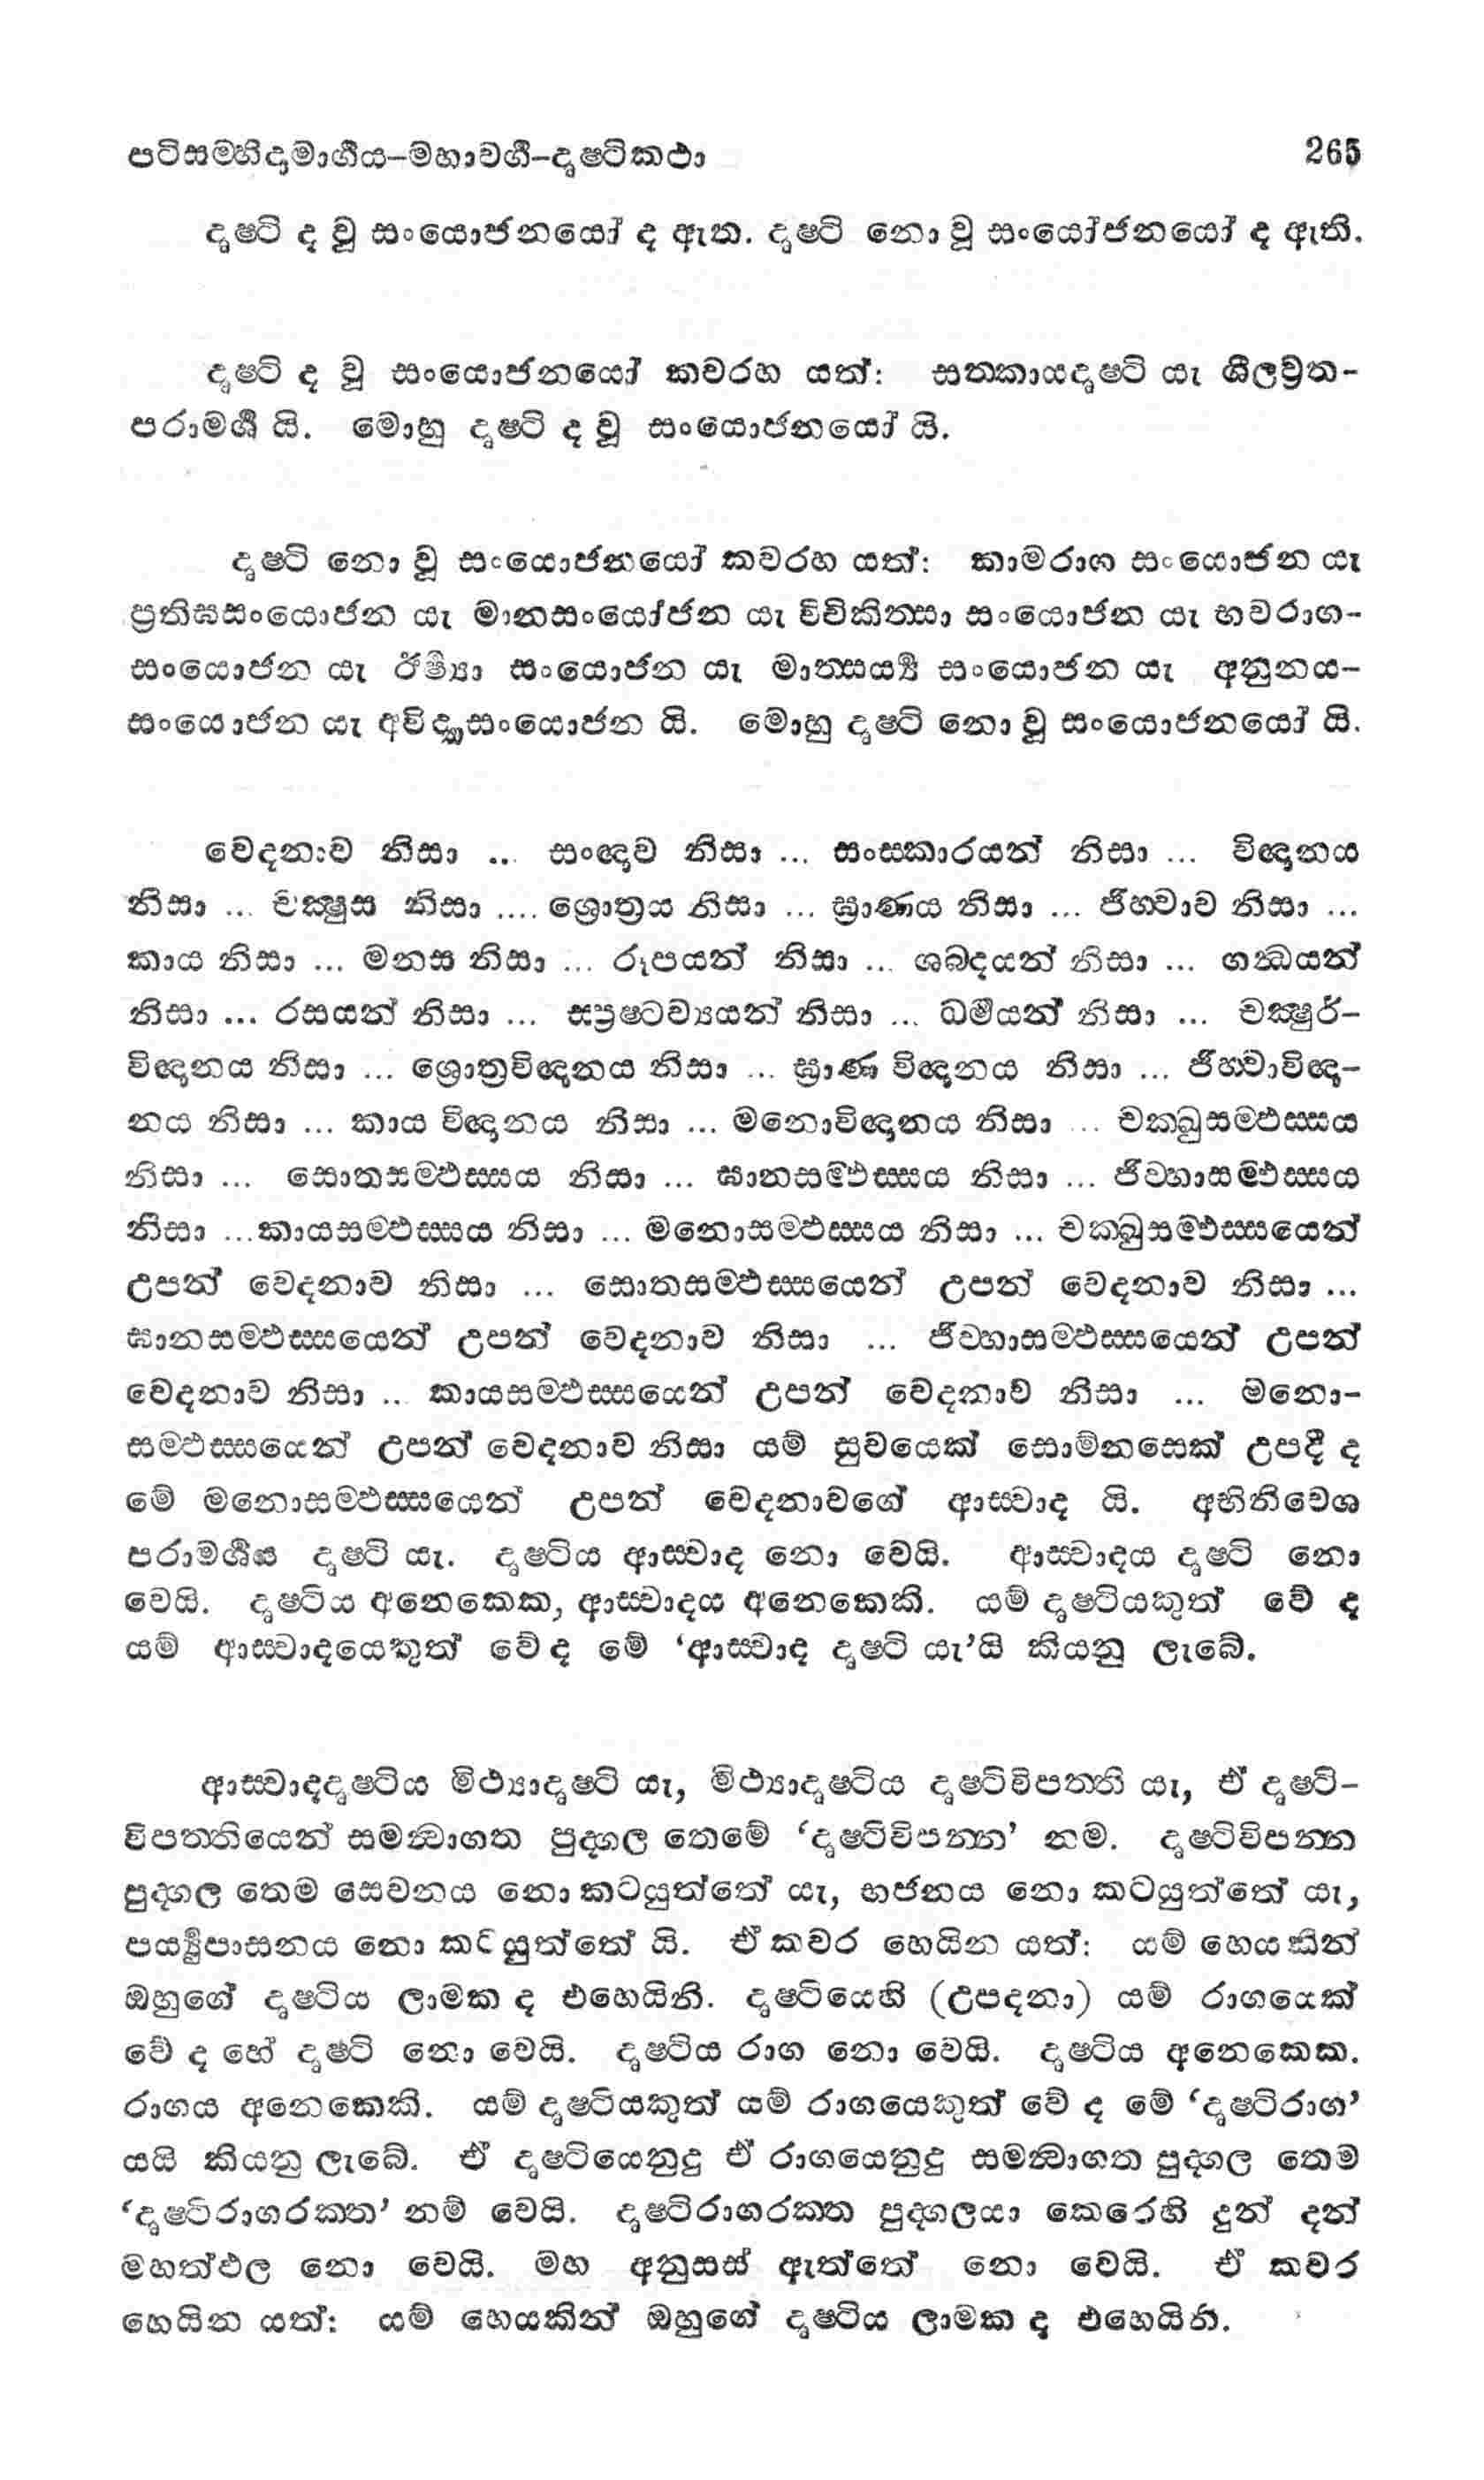 පටිසම්භිදාමාර්ගය–මහාවර්ග–දෘෂ්ටිකථා 265
දෘෂ්ටි ද වූ සංයොජනයෝ ද ඇත. දෘෂ්ටි නො වූ සංයෝජනයෝ ද ඇති.
දෘෂ්ටි ද වූ සංයොජනයෝ කවරහ යත්: සත්කායදෘෂ්ටි යැ ශීලව්‍රත-
පරාමර්ශ යි. මොහු දෘෂ්ටි ද වූ සංයොජනයෝ යි.
දෘෂ්ටි නො වූ සංයොජනයෝ කවරහ යත්: කාමරාග සංයොජන යැ
ප්‍රතිඝසංයොජන යැ මානසංයෝජන යැ විචිකිත්සා සංයොජන යැ භවරාග-
සංයොජන යැ ඊර්ෂ්‍යා සංයොජන යැ මාත්සර්‍ය්‍ය සංයොජන යැ අනුනය-
සංයොජන යැ අවිද්‍යාසංයොජන යි. මොහු දෘෂ්ටි නො වූ සංයොජනයෝ යි.
වෙදනාව නිසා ... සංඥාව නිසා ... සංස්කාරයන් නිසා ... විඥානය
නිසා ... චක්ෂුස නිසා .... ශ්‍රොත්‍රය නිසා ... ඝ්‍රාණය නිසා ... ජිහ්වාව නිසා ...
කාය නිසා ... මනස නිසා ... රූපයන් නිසා ... ශබ්දයන් නිසා ... ගන්ධයන්
නිසා ... රසයන් නිසා ... ස්ප්‍රෂ්ටව්‍යයන් නිසා ... ධර්මයන් නිසා ... චක්ෂුර්-
විඥානය නිසා ... ශ්‍රොත්‍රවිඥානය නිසා ... ඝ්‍රාණ විඥානය නිසා ... ජිහ්වාවිඥා-
නය නිසා ... කාය විඥානය නිසා ... මනොවිඥානය නිසා ... චක්ඛුසම්ඵස්සය
නිසා ... සොතසම්ඵස්සය නිසා ... ඝානසම්ඵස්සය නිසා ... ජිව්හාසම්ඵස්සය
නිසා ...කායසම්ඵස්සය නිසා ... මනොසම්ඵස්සය නිසා ... චක්ඛුසම්ඵස්සයෙන්
උපන් වෙදනාව නිසා ... සොතසම්ඵස්සයෙන් උපන් වෙදනාව නිසා ...
ඝානසම්ඵස්සයෙන් උපන් වෙදනාව නිසා ... ජිව්හාසම්ඵස්සයෙන් උපන්
වෙදනාව නිසා ... කායසම්ඵස්සයෙන් උපන් වෙදනාව නිසා ... මනො-
සම්ඵස්සයෙන් උපන් වෙදනාව නිසා යම් සුවයෙක් සොම්නසෙක් උපදී ද
මේ මනොසම්ඵස්සයෙන් උපන් වෙදනාවගේ ආස්වාද යි. අභිනිවෙශ
පරාමර්ශය දෘෂ්ටි යැ. දෘෂ්ටිය ආස්වාද නො වෙයි. ආස්වාදය දෘෂ්ටි නො
වෙයි. දෘෂ්ටිය අනෙකෙක, ආස්වාදය අනෙකෙකි. යම් දෘෂ්ටියකුත් වේ ද
යම් ආස්වාදයෙකුත් වේ ද මේ ‘ආස්වාද දෘෂ්ටි යැ’යි කියනු ලැබේ.
ආස්වාදදෘෂ්ටිය මිථ්‍යාදෘෂ්ටි යැ, මිථ්‍යාදෘෂ්ටිය දෘෂ්ටිවිපත්ති යැ, ඒ දෘෂ්ටි-
විපත්තියෙන් සමන්වාගත පුද්ගල තෙමේ ‘දෘෂ්ටිවිපන්න’ නම. දෘෂ්ටිවිපන්න
පුද්ගල තෙම සෙවනය නො කටයුත්තේ යැ, භජනය නො කටයුත්තේ යැ,
පර්‍ය්‍යුපාසනය නො කටයුත්තේ යි. ඒ කවර හෙයින යත්: යම් හෙයකින්
ඔහුගේ දෘෂ්ටිය ලාමක ද එහෙයිනි. දෘෂ්ටියෙහි (උපදනා) යම් රාගයෙක්
වේ ද හේ දෘෂ්ටි නො වෙයි. දෘෂ්ටිය රාග නො වෙයි. දෘෂ්ටිය අනෙකෙක.
රාගය අනෙකෙකි. යම් දෘෂ්ටියකුත් යම් රාගයෙකුත් වේ ද මේ ‘දෘෂ්ටිරාග’
යයි කියනු ලැබේ. ඒ දෘෂ්ටියෙනුදු ඒ රාගයෙනුදු සමන්වාගත පුද්ගල තෙම
‘දෘෂ්ටිරාගරක්ත’ නම් වෙයි. දෘෂ්ටිරාගරක්ත පුද්ගලයා කෙරෙහි දුන් දන්
මහත්ඵල නො වෙයි. මහ අනුසස් ඇත්තේ නො වෙයි. ඒ කවර
හෙයින යත්: යම් හෙයකින් ඔහුගේ දෘෂ්ටිය ලාමක ද එහෙයිනි.